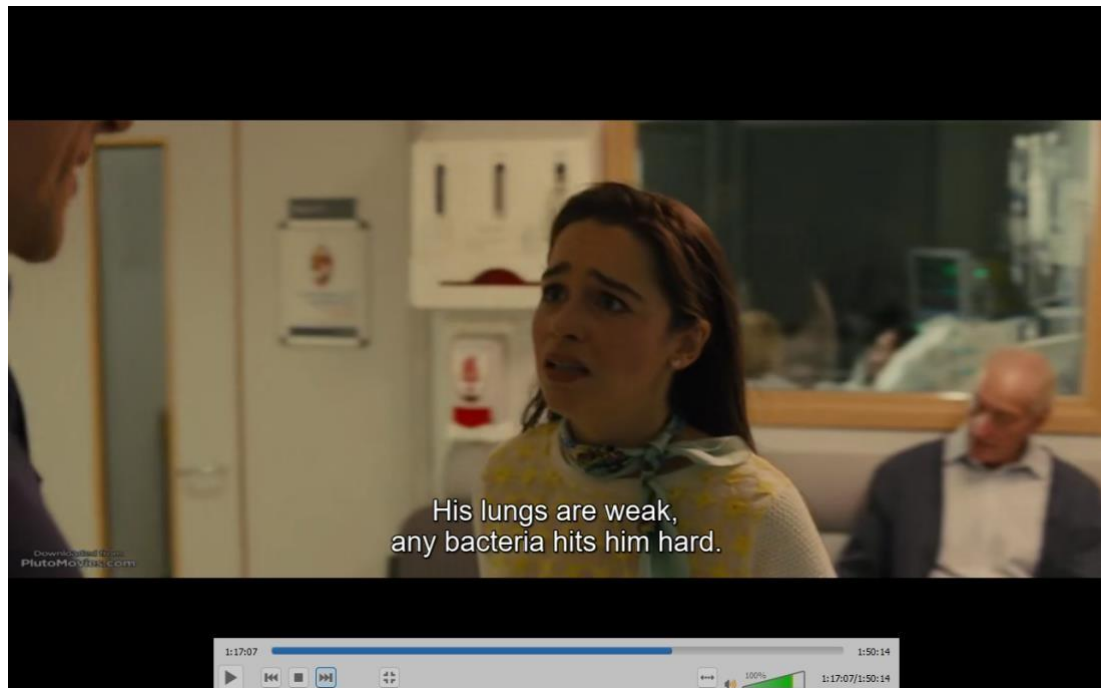 His lungs are weak,
any bacteria hits him hard.
Downloaded from
PlutoMovies.com
1:17:07
1:50:14
100%
1:17:07/1:50:14